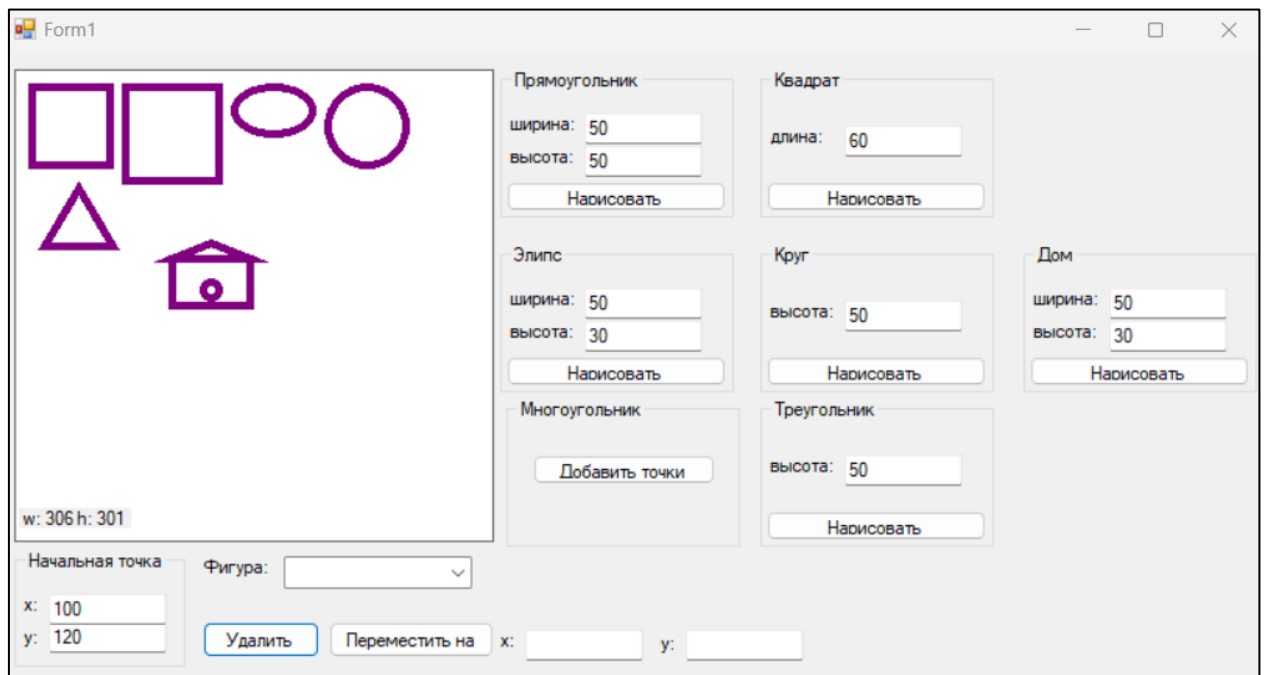 Form1
Прямоугольник
ширина: 50
высота: 50
Нарисовать
Квадрат
длина: 60
Нарисовать
Элипс
ширина: 50
высота: 30
Нарисовать
Круг
высота: 50
Нарисовать
Дом
ширина: 50
высота: 30
Нарисовать
Многоугольник
Добавить точки
Треугольник
высота: 50
Нарисовать
w: 306 h: 301
Начальная точка
x: 100
y: 120
Фигура:
Удалить Переместить на x: y: